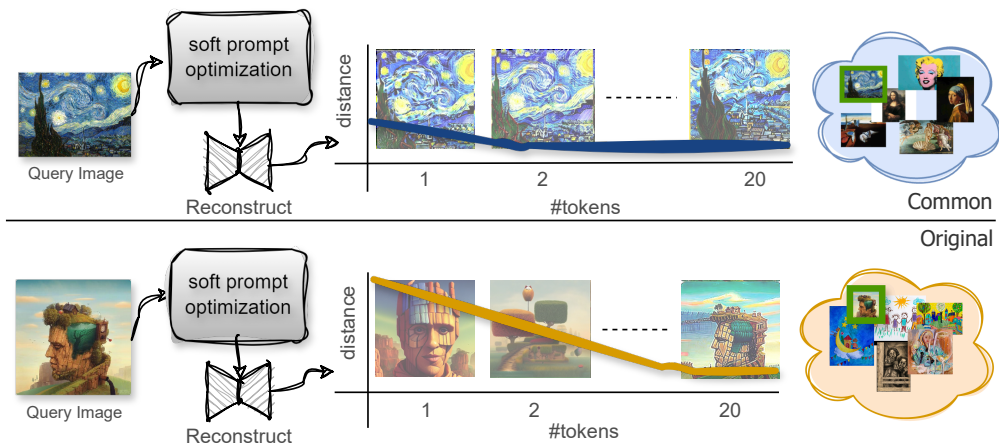 soft prompt
optimization
Query Image
Reconstruct
distance
1
2
20
#tokens
Common
Original
soft prompt
optimization
Query Image
Reconstruct
distance
1
2
20
#tokens